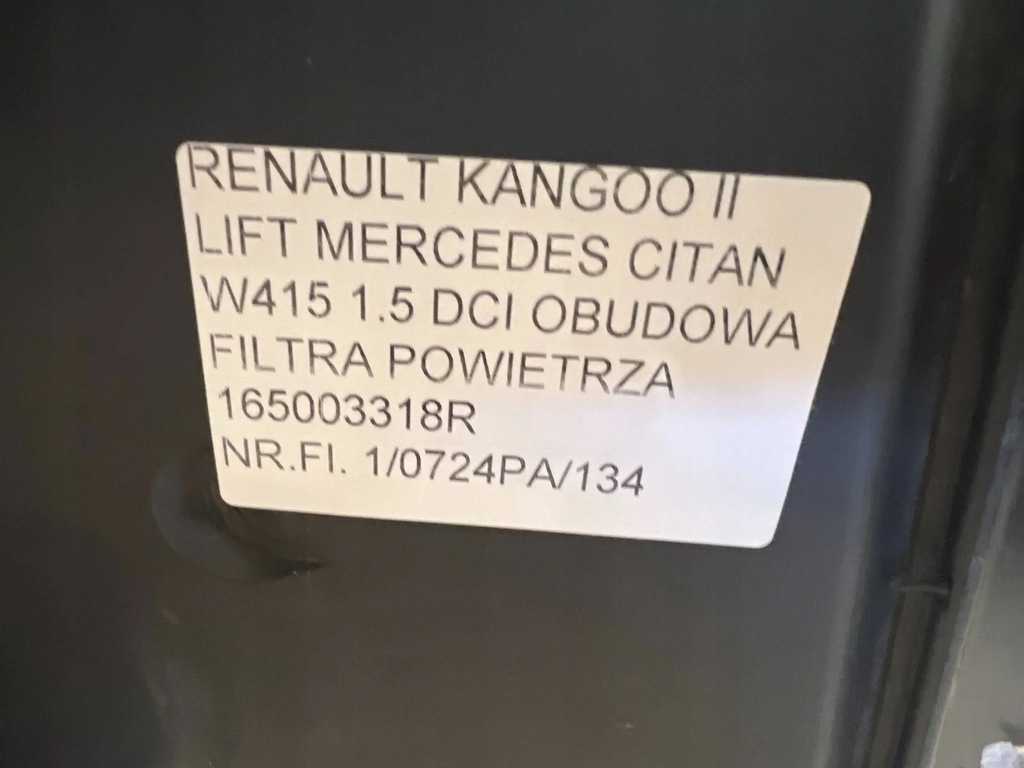 RENAULT KANGOO II
LIFT MERCEDES CITAN
W415 1.5 DCI OBUDOWA
FILTRA POWIETRZA
165003318R
NR.FI. 1/0724PA/134